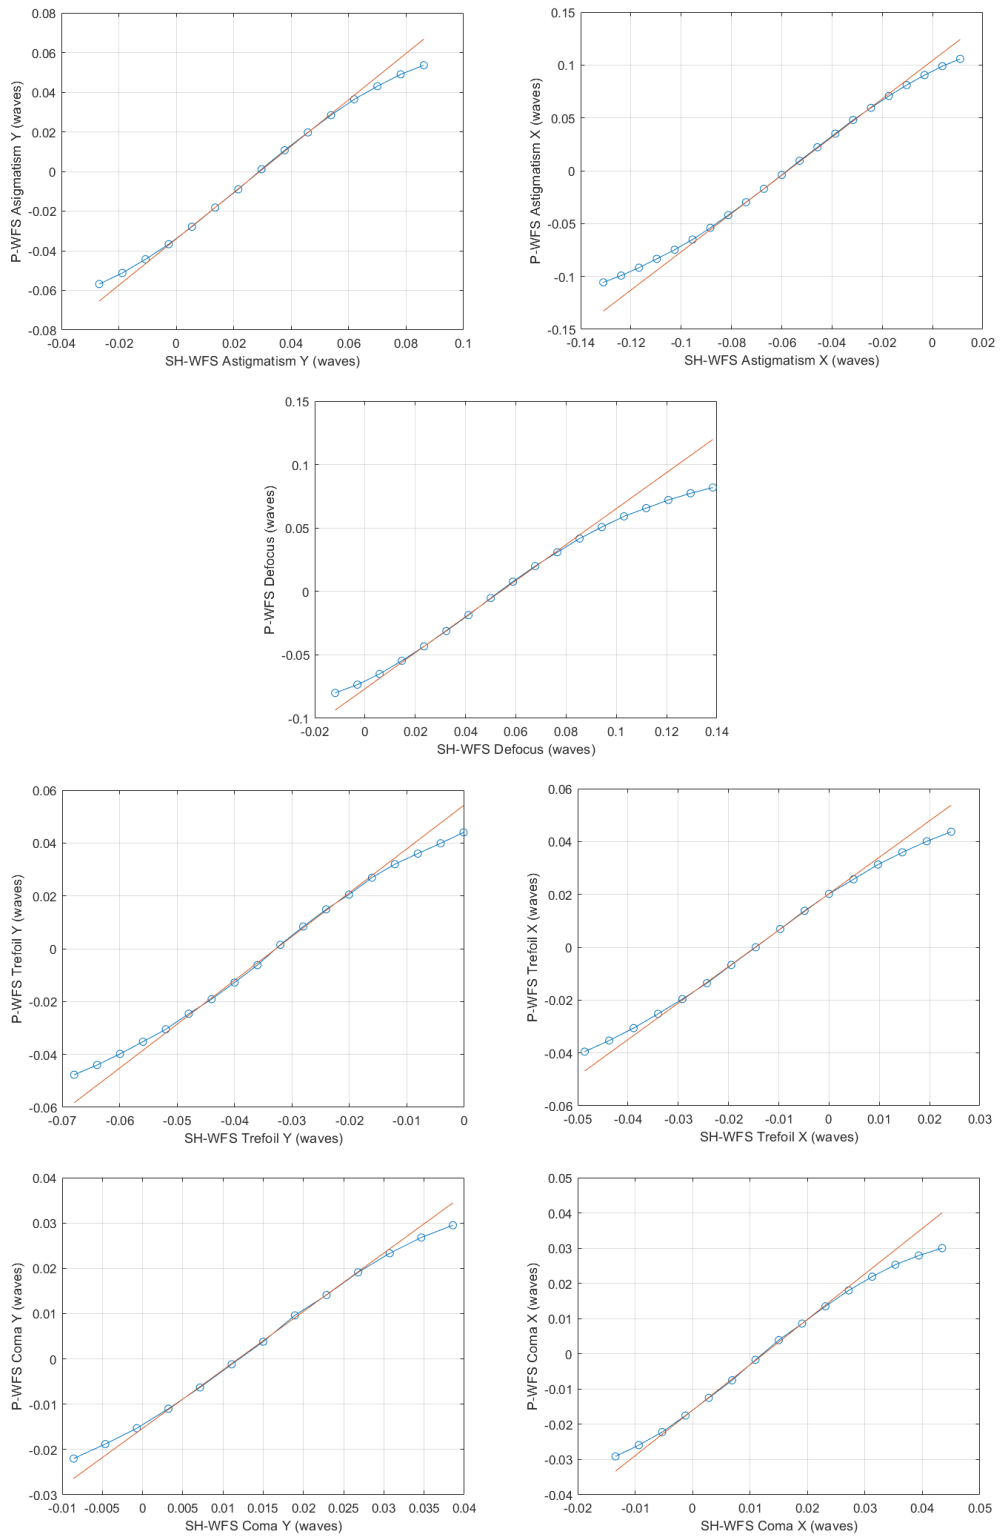 0.08
0.06
0.04
0.02
0
-0.02
-0.04
-0.06
-0.08
P-WFS Asigmatism Y (waves)
-0.04 -0.02 0 0.02 0.04 0.06 0.08 0.1
SH-WFS Astigmatism Y (waves)
0.15
0.1
0.05
0
-0.05
-0.1
-0.15
P-WFS Astigmatism X (waves)
-0.14 -0.12 -0.1 -0.08 -0.06 -0.04 -0.02 0 0.02
SH-WFS Astigmatism X (waves)
0.15
0.1
0.05
0
-0.05
-0.1
P-WFS Defocus (waves)
-0.02 0 0.02 0.04 0.06 0.08 0.1 0.12 0.14
SH-WFS Defocus (waves)
0.06
0.04
0.02
0
-0.02
-0.04
-0.06
P-WFS Trefoil Y (waves)
-0.07 -0.06 -0.05 -0.04 -0.03 -0.02 -0.01 0
SH-WFS Trefoil Y (waves)
0.06
0.04
0.02
0
-0.02
-0.04
-0.06
P-WFS Trefoil X (waves)
-0.05 -0.04 -0.03 -0.02 -0.01 0 0.01 0.02 0.03
SH-WFS Trefoil X (waves)
0.04
0.03
0.02
0.01
0
-0.01
-0.02
-0.03
P-WFS Coma Y (waves)
-0.01 -0.005 0 0.005 0.01 0.015 0.02 0.025 0.03 0.035 0.04
SH-WFS Coma Y (waves)
0.05
0.04
0.03
0.02
0.01
0
-0.01
-0.02
-0.03
-0.04
P-WFS Coma X (waves)
-0.02 -0.01 0 0.01 0.02 0.03 0.04 0.05
SH-WFS Coma X (waves)